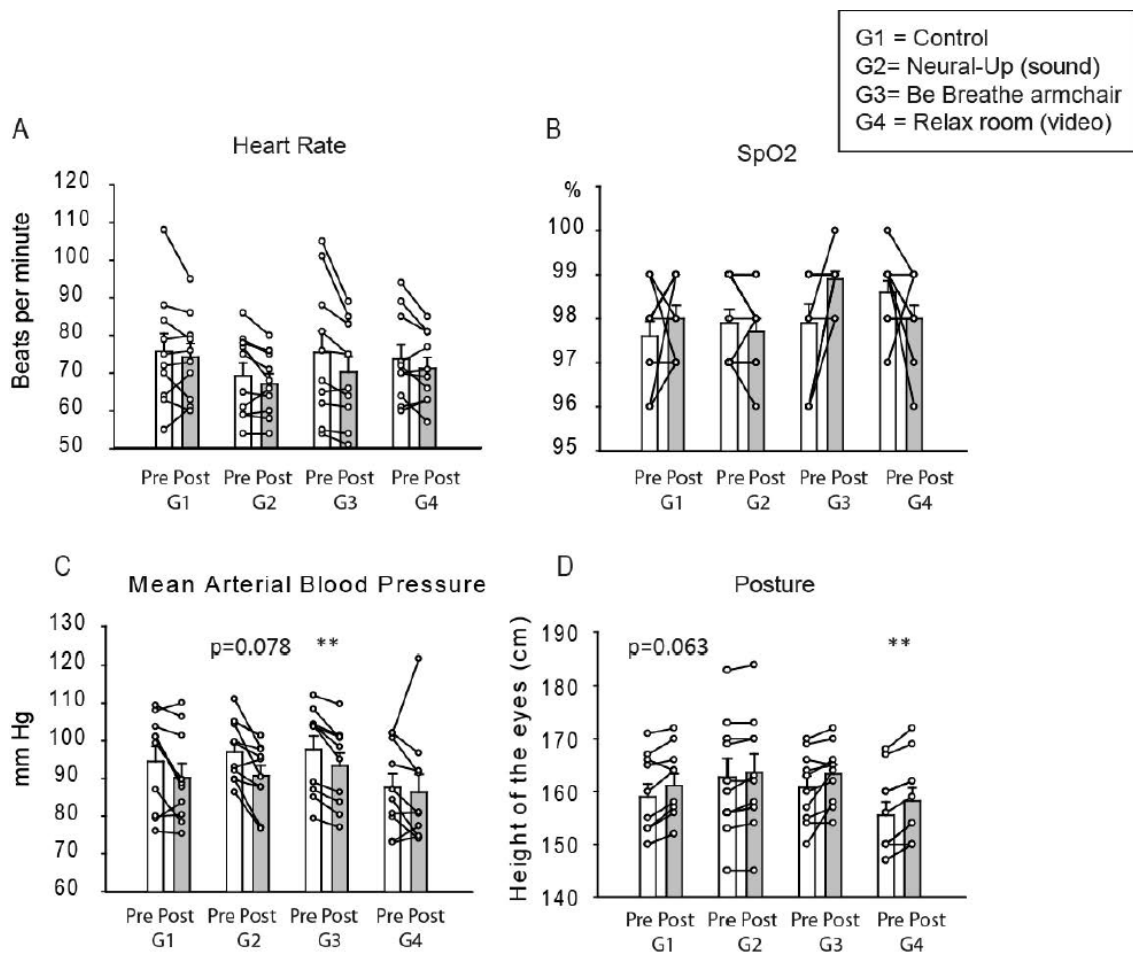 G1 = Control
G2= Neural-Up (sound)
G3= Be Breathe armchair
G4 = Relax room (video)
A
Heart Rate
Beats per minute
120
110
100
90
80
70
60
50
Pre Post Pre Post Pre Post Pre Post
G1 G2 G3 G4
B
SpO2
%
100
99
98
97
96
95
Pre Post Pre Post Pre Post Pre Post
G1 G2 G3 G4
C
Mean Arterial Blood Pressure
mm Hg
130
120
110
100
90
80
70
60
p=0.078 **
Pre Post Pre Post Pre Post Pre Post
G1 G2 G3 G4
D
Posture
Height of the eyes (cm)
190
180
170
160
150
140
p=0.063 **
Pre Post Pre Post Pre Post Pre Post
G1 G2 G3 G4